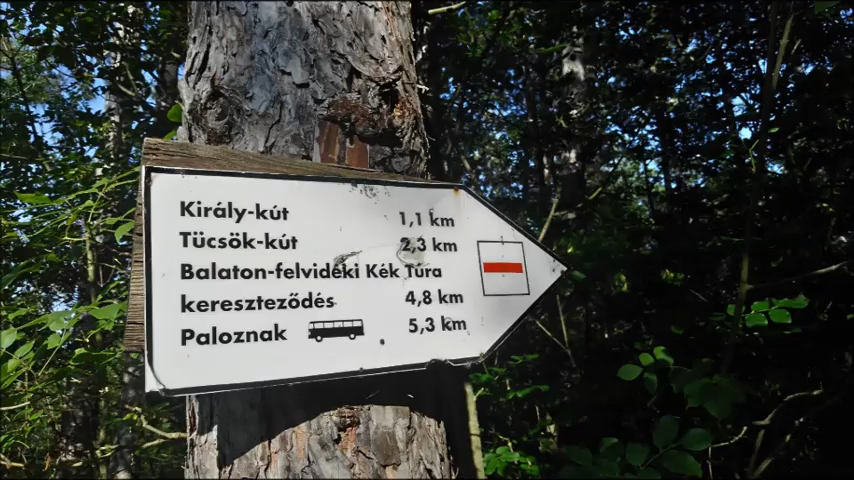 Király-kút 1,1 km
Tücsök-kút 2,3 km
Balaton-felvidéki Kék Túra
kereszteződés 4,8 km
Paloznak 5,3 km